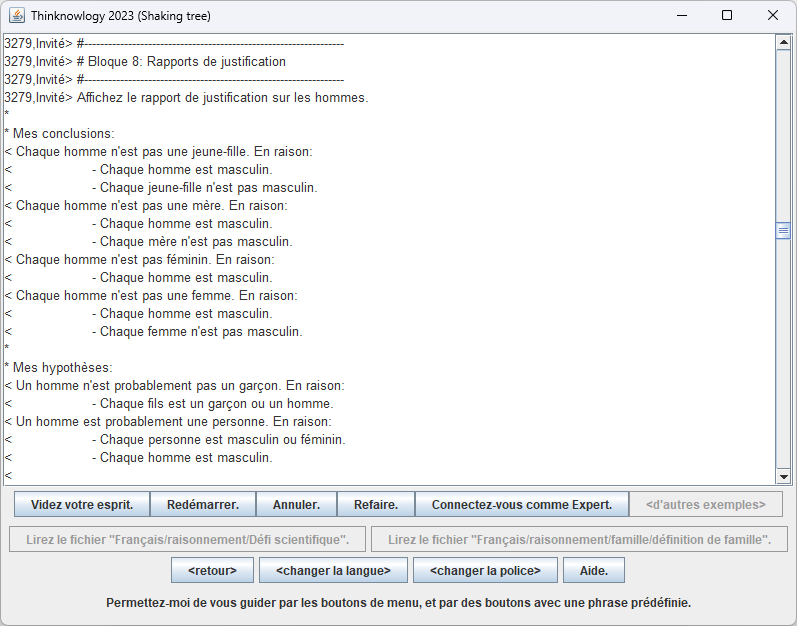 Thinknowlogy 2023 (Shaking tree)
3279,Invité> #-----------------------------------------------------------------
3279,Invité> # Bloque 8: Rapports de justification
3279,Invité> #-----------------------------------------------------------------
3279,Invité> Affichez le rapport de justification sur les hommes.
*
* Mes conclusions:
< Chaque homme n'est pas une jeune-fille. En raison:
< - Chaque homme est masculin.
< - Chaque jeune-fille n'est pas masculin.
< Chaque homme n'est pas une mère. En raison:
< - Chaque homme est masculin.
< - Chaque mère n'est pas masculin.
< Chaque homme n'est pas féminin. En raison:
< - Chaque homme est masculin.
< Chaque homme n'est pas une femme. En raison:
< - Chaque homme est masculin.
< - Chaque femme n'est pas masculin.
*
* Mes hypothèses:
< Un homme n'est probablement pas un garçon. En raison:
< - Chaque fils est un garçon ou un homme.
< Un homme est probablement une personne. En raison:
< - Chaque personne est masculin ou féminin.
< - Chaque homme est masculin.
<
Videz votre esprit. Redémarrer. Annuler. Refaire. Connectez-vous comme Expert. <d'autres exemples>
Lirez le fichier "Français/raisonnement/Défi scientifique". Lirez le fichier "Français/raisonnement/famille/définition de famille".
<retour> <changer la langue> <changer la police> Aide.
Permettez-moi de vous guider par les boutons de menu, et par des boutons avec une phrase prédéfinie.